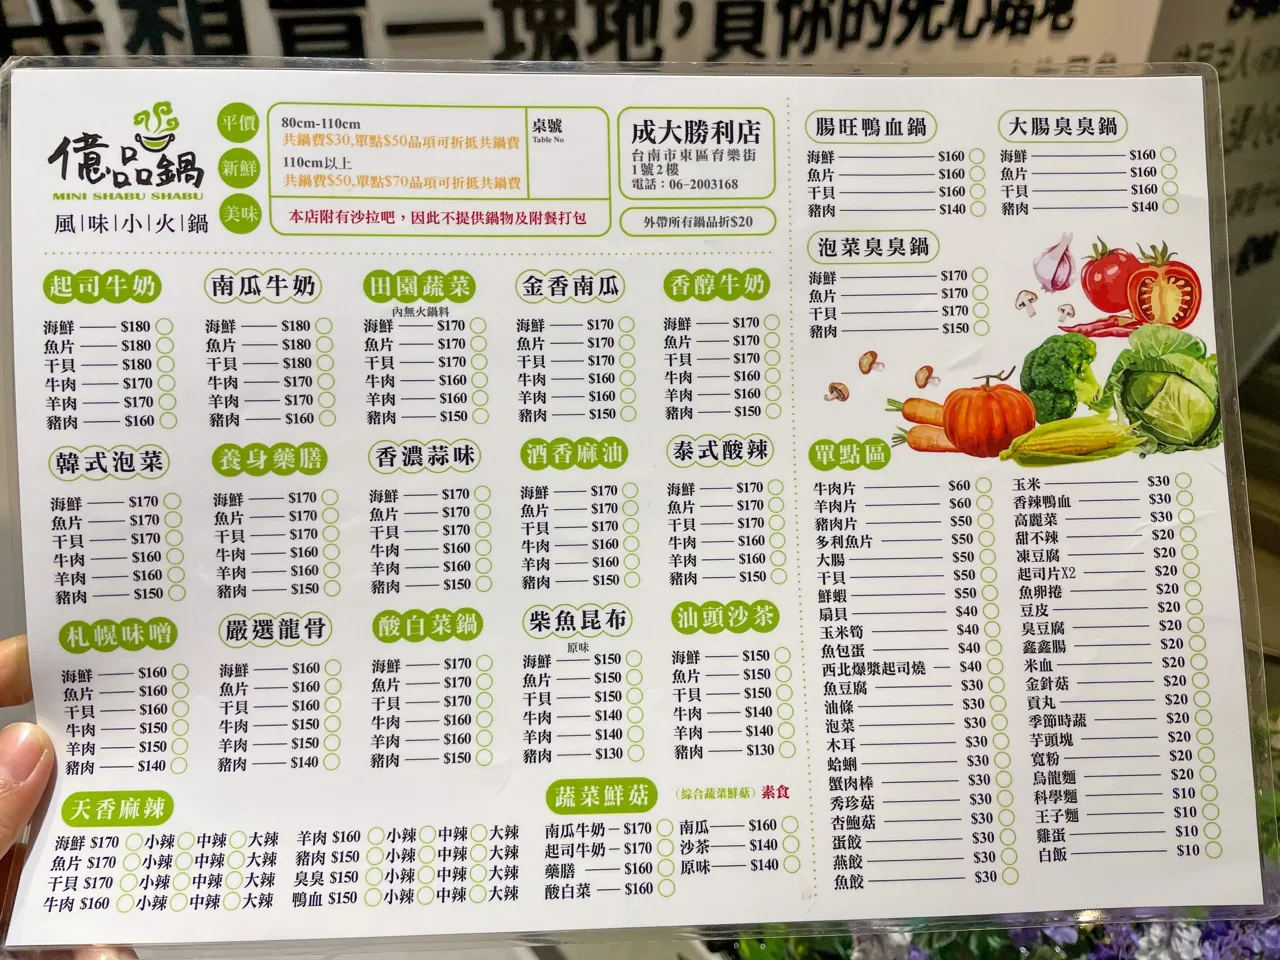 我相買一塊地,買你的死心踏地
億品鍋
MINI SHABU SHABU
風|味|小|火|鍋
平價
新鮮
美味
80cm-110cm
共鍋費$30,單點$50品項可折抵共鍋費
110cm以上
共鍋費$50,單點$70品項可折抵共鍋費
桌號
Table No
本店附有沙拉吧,因此不提供鍋物及附餐打包
成大勝利店
台南市東區育樂街
1號2樓
電話:06-2003168
外帶所有鍋品折$20
起司牛奶
海鮮 $180
魚片 $180
干貝 $180
牛肉 $170
羊肉 $170
豬肉 $160
南瓜牛奶
海鮮 $180
魚片 $180
干貝 $180
牛肉 $170
羊肉 $170
豬肉 $160
田園蔬菜
內無火鍋料
海鮮 $170
魚片 $170
干貝 $170
牛肉 $160
羊肉 $160
豬肉 $150
金香南瓜
海鮮 $170
魚片 $170
干貝 $170
牛肉 $160
羊肉 $160
豬肉 $150
香醇牛奶
海鮮 $170
魚片 $170
干貝 $170
牛肉 $160
羊肉 $160
豬肉 $150
韓式泡菜
海鮮 $170
魚片 $170
干貝 $170
牛肉 $160
羊肉 $160
豬肉 $150
養身藥膳
海鮮 $170
魚片 $170
干貝 $170
牛肉 $160
羊肉 $160
豬肉 $150
香濃蒜味
海鮮 $170
魚片 $170
干貝 $170
牛肉 $160
羊肉 $160
豬肉 $150
酒香麻油
海鮮 $170
魚片 $170
干貝 $170
牛肉 $160
羊肉 $160
豬肉 $150
泰式酸辣
海鮮 $170
魚片 $170
干貝 $170
牛肉 $160
羊肉 $160
豬肉 $150
札幌味噌
海鮮 $160
魚片 $160
干貝 $160
牛肉 $150
羊肉 $150
豬肉 $140
嚴選龍骨
海鮮 $160
魚片 $160
干貝 $160
牛肉 $150
羊肉 $150
豬肉 $140
酸白菜鍋
海鮮 $170
魚片 $170
干貝 $170
牛肉 $160
羊肉 $160
豬肉 $150
柴魚昆布
原味
海鮮 $150
魚片 $150
干貝 $150
牛肉 $140
羊肉 $140
豬肉 $130
汕頭沙茶
海鮮 $150
魚片 $150
干貝 $150
牛肉 $140
羊肉 $140
豬肉 $130
天香麻辣
海鮮 $170 小辣 中辣 大辣
魚片 $170 小辣 中辣 大辣
干貝 $170 小辣 中辣 大辣
牛肉 $160 小辣 中辣 大辣
羊肉 $160 小辣 中辣 大辣
豬肉 $150 小辣 中辣 大辣
臭臭 $150 小辣 中辣 大辣
鴨血 $150 小辣 中辣 大辣
蔬菜鮮菇 (綜合蔬菜鮮菇) 素食
南瓜牛奶 $170
起司牛奶 $170
藥膳 $160
酸白菜 $160
南瓜 $160
沙茶 $140
原味 $140
腸旺鴨血鍋
海鮮 $160
魚片 $160
干貝 $160
豬肉 $140
大腸臭臭鍋
海鮮 $160
魚片 $160
干貝 $160
豬肉 $140
泡菜臭臭鍋
海鮮 $170
魚片 $170
干貝 $170
豬肉 $150
單點區
牛肉片 $60
羊肉片 $60
豬肉片 $50
多利魚片 $50
大腸 $50
干貝 $50
鮮蝦 $50
扇貝 $40
玉米筍 $40
魚包蛋 $40
西北爆漿起司燒 $40
魚豆腐 $30
油條 $30
泡菜 $30
木耳 $30
蛤蜊 $30
蟹肉棒 $30
秀珍菇 $30
杏鮑菇 $30
蛋餃 $30
燕餃 $30
魚餃 $30
玉米 $30
香辣鴨血 $30
高麗菜 $30
甜不辣 $20
凍豆腐 $20
起司片X2 $20
魚卵捲 $20
豆皮 $20
臭豆腐 $20
鑫鑫腸 $20
米血 $20
金針菇 $20
貢丸 $20
季節時蔬 $20
芋頭塊 $20
寬粉 $20
烏龍麵 $20
科學麵 $10
王子麵 $10
雞蛋 $10
白飯 $10